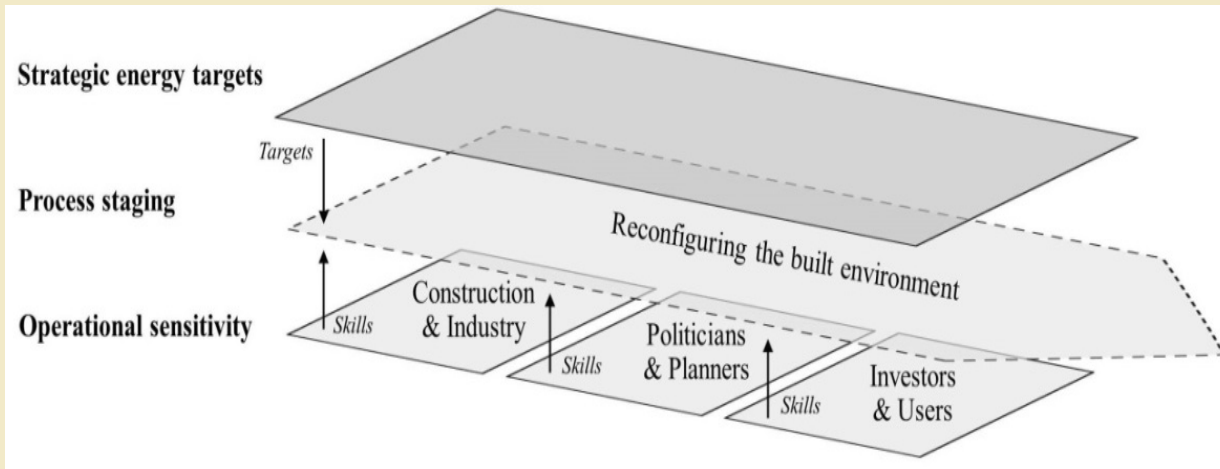 Strategic energy targets
Targets
Process staging
Reconfiguring the built environment
Operational sensitivity
Skills
Construction
& Industry
Skills
Politicians
& Planners
Skills
Investors
& Users